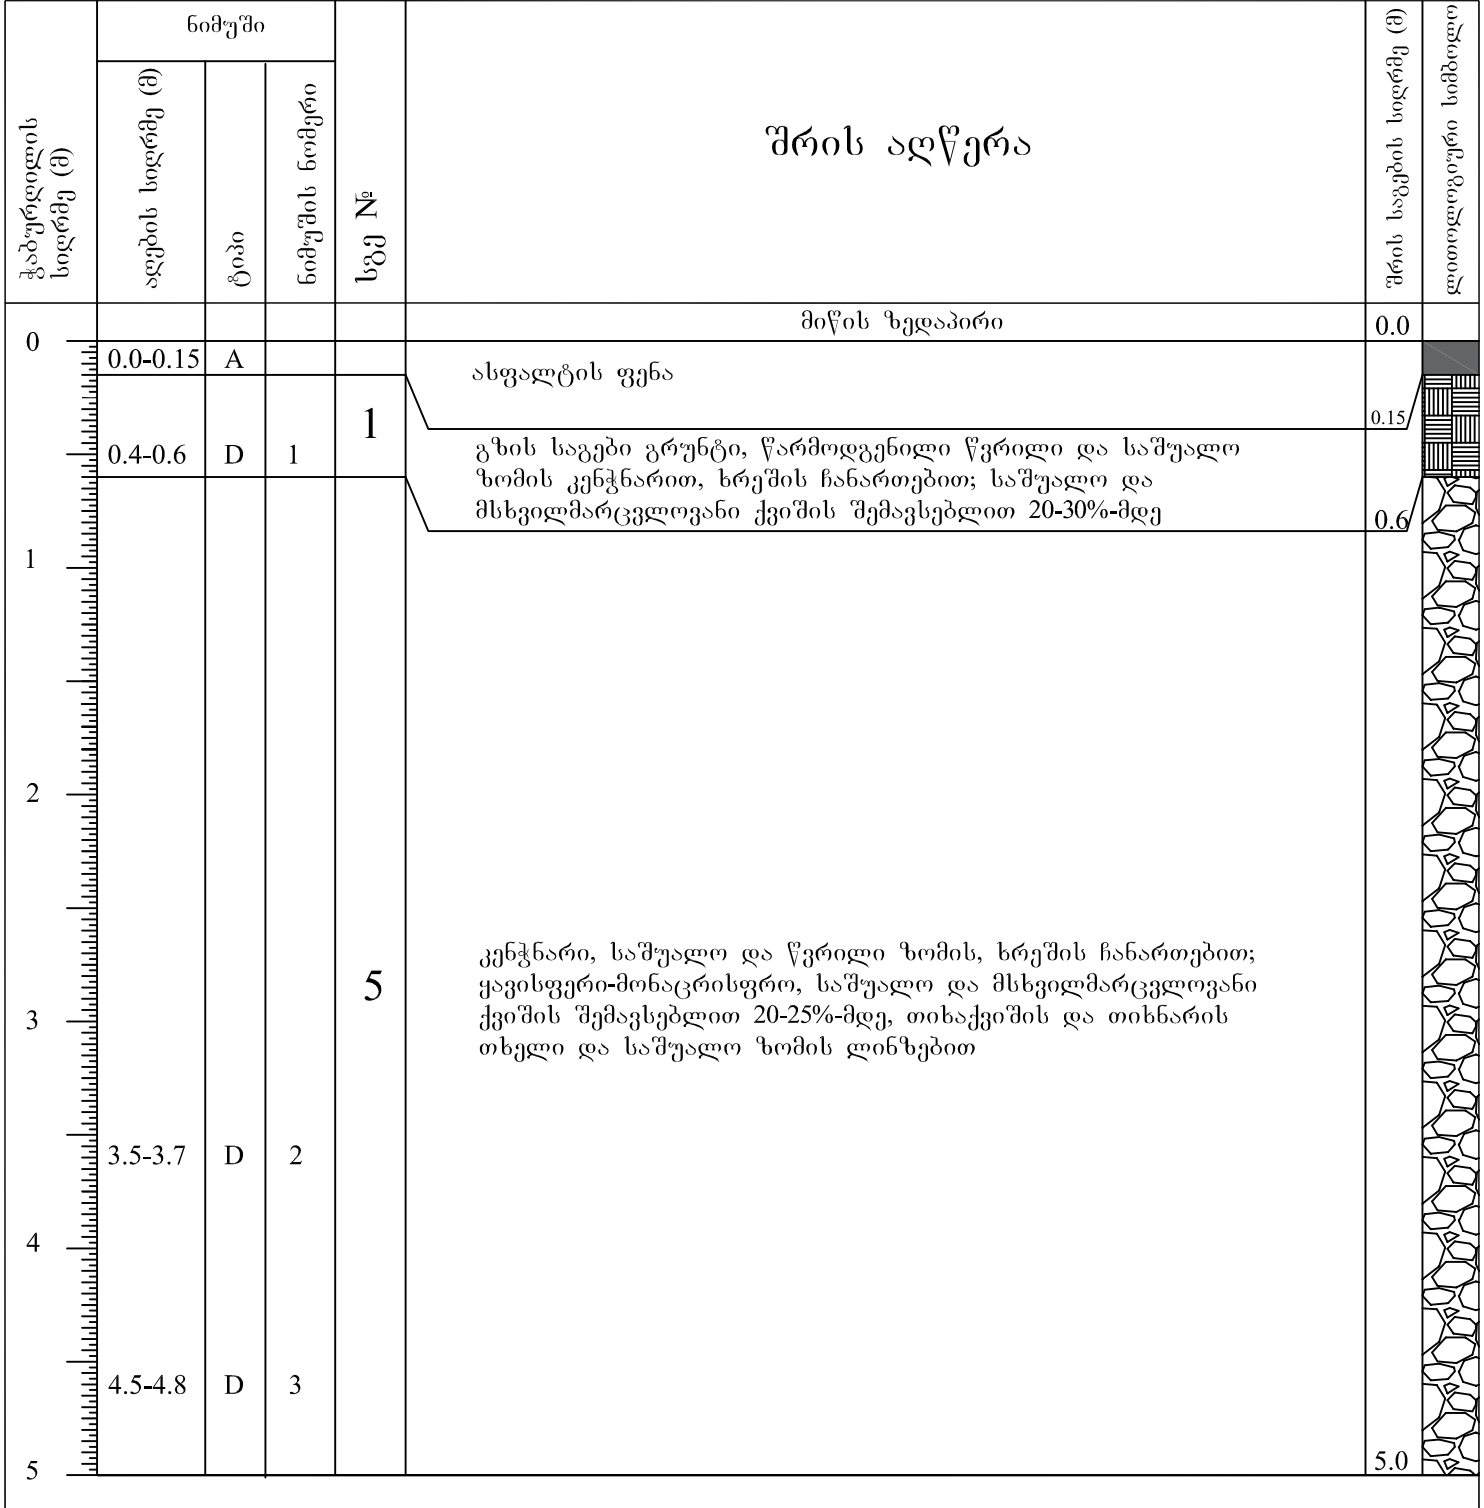 ჭაბურღილის
სიღრმე (მ)
ნიმუში
აღების სიღრმე (მ)
ტიპი
ნიმუშის ნომერი
სგე №
შრის აღწერა
შრის საგების სიღრმე (მ)
ლითოლოგიური სიმბოლო
მიწის ზედაპირი
0.0
0
0.0-0.15 A
ასფალტის ფენა
0.15
1
0.4-0.6 D 1
გზის საგები გრუნტი, წარმოდგენილი წვრილი და საშუალო
ზომის კენჭნარით, ხრეშის ჩანართებით; საშუალო და
მსხვილმარცვლოვანი ქვიშის შემავსებლით 20-30%-მდე
0.6
1
2
5
კენჭნარი, საშუალო და წვრილი ზომის, ხრეშის ჩანართებით;
ყავისფერი-მონაცრისფრო, საშუალო და მსხვილმარცვლოვანი
ქვიშის შემავსებლით 20-25%-მდე, თიხაქვიშის და თიხნარის
თხელი და საშუალო ზომის ლინზებით
3
3.5-3.7 D 2
4
4.5-4.8 D 3
5
5.0